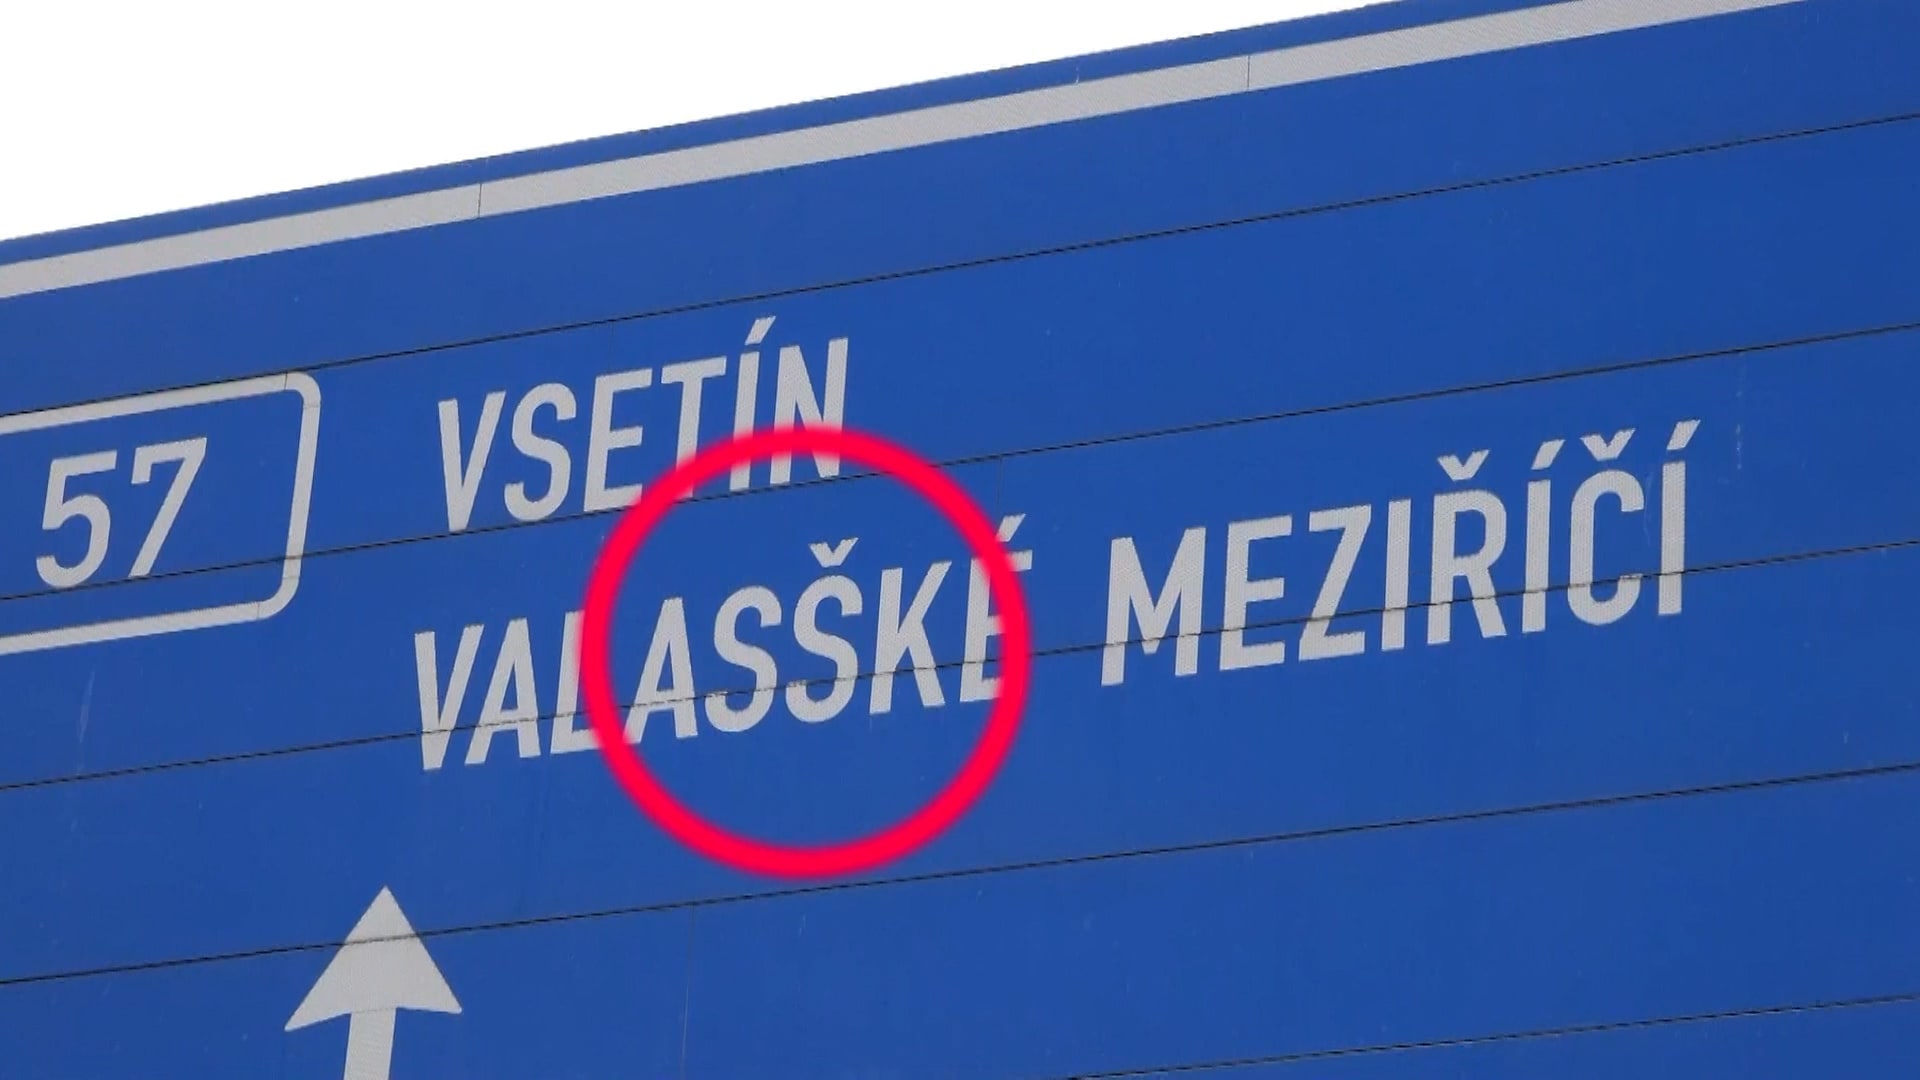 57 VSETÍN
VALASŠKÉ MEZIŘÍČÍ